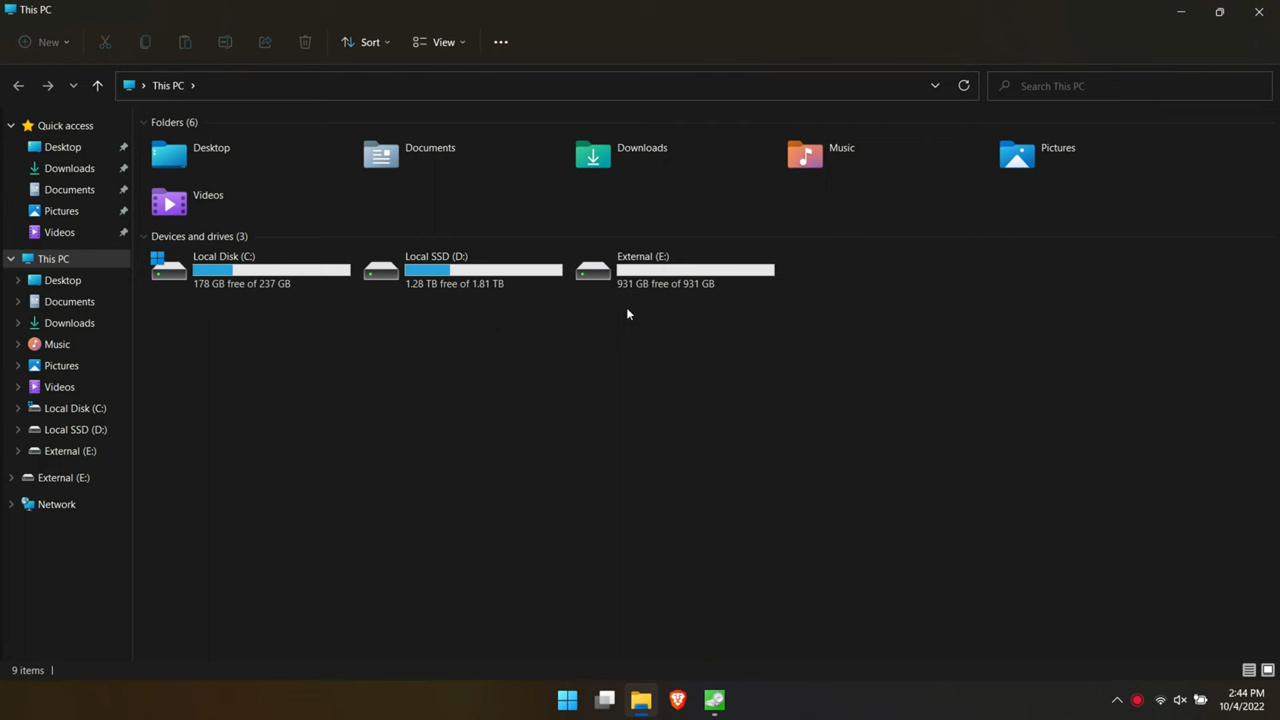 This PC
New
Sort
View
This PC
Search This PC
Quick access
Desktop
Downloads
Documents
Pictures
Videos
This PC
Desktop
Documents
Downloads
Music
Pictures
Videos
Local Disk (C:)
Local SSD (D:)
External (E:)
External (E:)
Network
Folders (6)
Desktop
Documents
Downloads
Music
Pictures
Videos
Devices and drives (3)
Local Disk (C:)
178 GB free of 237 GB
Local SSD (D:)
1.28 TB free of 1.81 TB
External (E:)
931 GB free of 931 GB
9 items
2:44 PM
10/4/2022